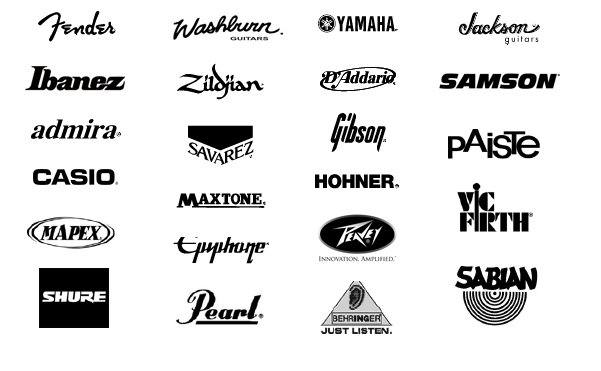 Fender
Washburn.
GUITARS
YAMAHA
Jackson
guitars
Ibanez
Zildjian
D'Addario
SAMSON
admira
SAVAREZ
Gibson
PAiSTe
CASIO
MAXTONE
HOHNER
VIC
FIRTH
MAPEX
Epiphone
PEAVEY
INNOVATION. AMPLIFIED.
SHURE
Pearl
BEHRINGER
JUST LISTEN.
SABIAN